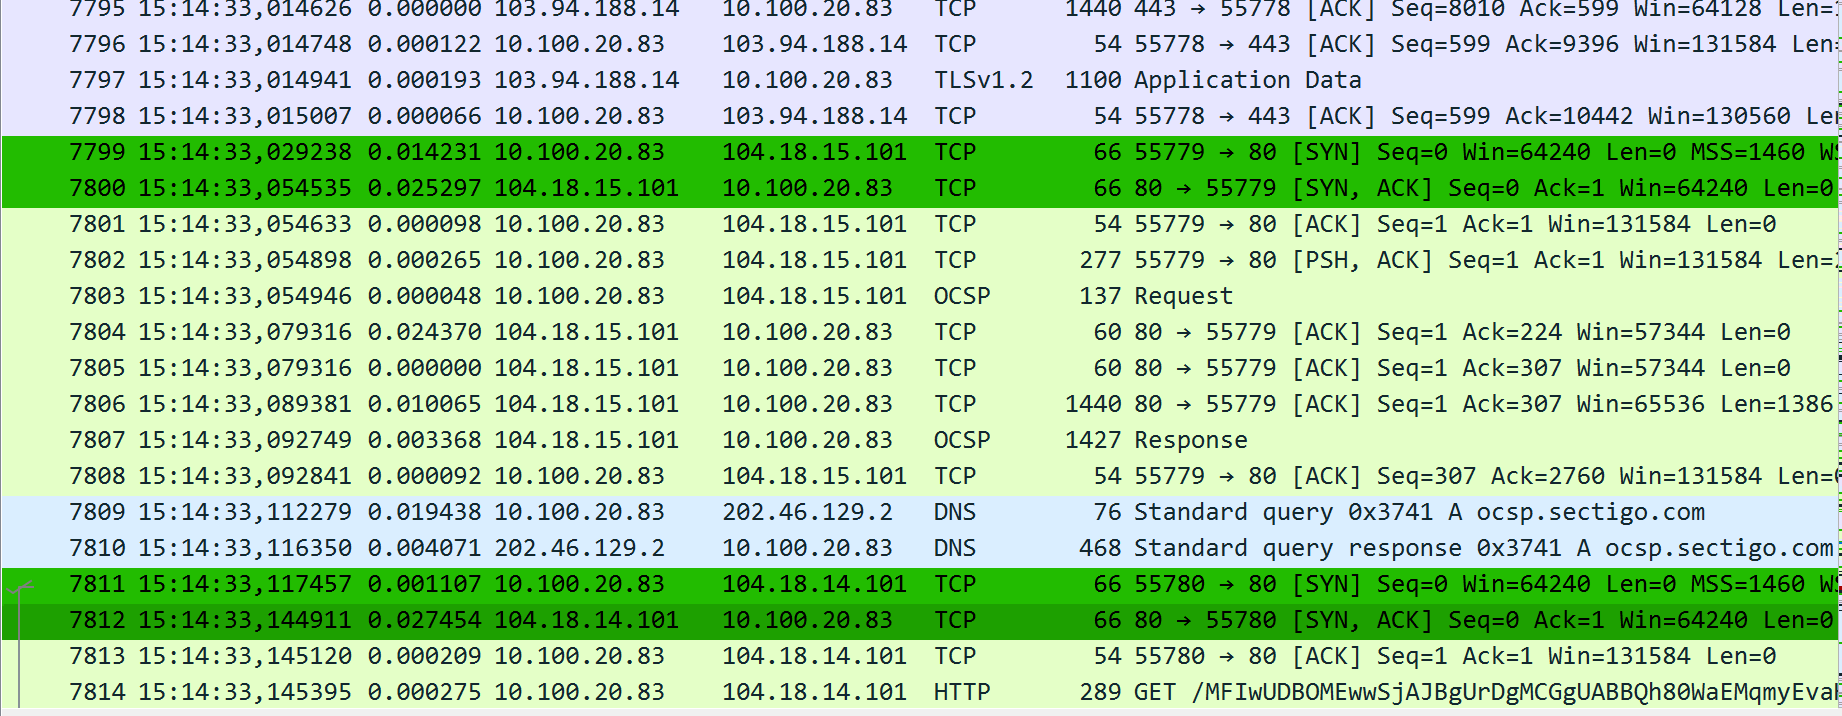 7795 15:14:33,014626 0.000000 103.94.188.14 10.100.20.83 TCP 1440 443 → 55778 [ACK] Seq=8010 Ack=599 Win=64128 Len=
7796 15:14:33,014748 0.000122 10.100.20.83 103.94.188.14 TCP 54 55778 → 443 [ACK] Seq=599 Ack=9396 Win=131584 Len=
7797 15:14:33,014941 0.000193 103.94.188.14 10.100.20.83 TLSv1.2 1100 Application Data
7798 15:14:33,015007 0.000066 10.100.20.83 103.94.188.14 TCP 54 55778 → 443 [ACK] Seq=599 Ack=10442 Win=130560 Le
7799 15:14:33,029238 0.014231 10.100.20.83 104.18.15.101 TCP 66 55779 → 80 [SYN] Seq=0 Win=64240 Len=0 MSS=1460 W
7800 15:14:33,054535 0.025297 104.18.15.101 10.100.20.83 TCP 66 80 → 55779 [SYN, ACK] Seq=0 Ack=1 Win=64240 Len=0
7801 15:14:33,054633 0.000098 10.100.20.83 104.18.15.101 TCP 54 55779 → 80 [ACK] Seq=1 Ack=1 Win=131584 Len=0
7802 15:14:33,054898 0.000265 10.100.20.83 104.18.15.101 TCP 277 55779 → 80 [PSH, ACK] Seq=1 Ack=1 Win=131584 Len=
7803 15:14:33,054946 0.000048 10.100.20.83 104.18.15.101 OCSP 137 Request
7804 15:14:33,079316 0.024370 104.18.15.101 10.100.20.83 TCP 60 80 → 55779 [ACK] Seq=1 Ack=224 Win=57344 Len=0
7805 15:14:33,079316 0.000000 104.18.15.101 10.100.20.83 TCP 60 80 → 55779 [ACK] Seq=1 Ack=307 Win=57344 Len=0
7806 15:14:33,089381 0.010065 104.18.15.101 10.100.20.83 TCP 1440 80 → 55779 [ACK] Seq=1 Ack=307 Win=65536 Len=1386
7807 15:14:33,092749 0.003368 104.18.15.101 10.100.20.83 OCSP 1427 Response
7808 15:14:33,092841 0.000092 10.100.20.83 104.18.15.101 TCP 54 55779 → 80 [ACK] Seq=307 Ack=2760 Win=131584 Len=
7809 15:14:33,112279 0.019438 10.100.20.83 202.46.129.2 DNS 76 Standard query 0x3741 A ocsp.sectigo.com
7810 15:14:33,116350 0.004071 202.46.129.2 10.100.20.83 DNS 468 Standard query response 0x3741 A ocsp.sectigo.com
7811 15:14:33,117457 0.001107 10.100.20.83 104.18.14.101 TCP 66 55780 → 80 [SYN] Seq=0 Win=64240 Len=0 MSS=1460 W
7812 15:14:33,144911 0.027454 104.18.14.101 10.100.20.83 TCP 66 80 → 55780 [SYN, ACK] Seq=0 Ack=1 Win=64240 Len=0
7813 15:14:33,145120 0.000209 10.100.20.83 104.18.14.101 TCP 54 55780 → 80 [ACK] Seq=1 Ack=1 Win=131584 Len=0
7814 15:14:33,145395 0.000275 10.100.20.83 104.18.14.101 HTTP 289 GET /MFIwUDBOMEwwSjAJBgUrDgMCGgUABBQh80WaEMqmyEva